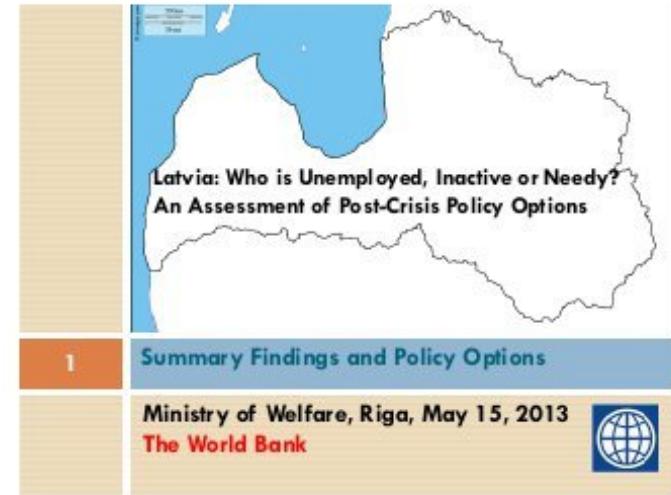 Latvia: Who is Unemployed, Inactive or Needy?
An Assessment of Post-Crisis Policy Options
1
Summary Findings and Policy Options
Ministry of Welfare, Riga, May 15, 2013
The World Bank